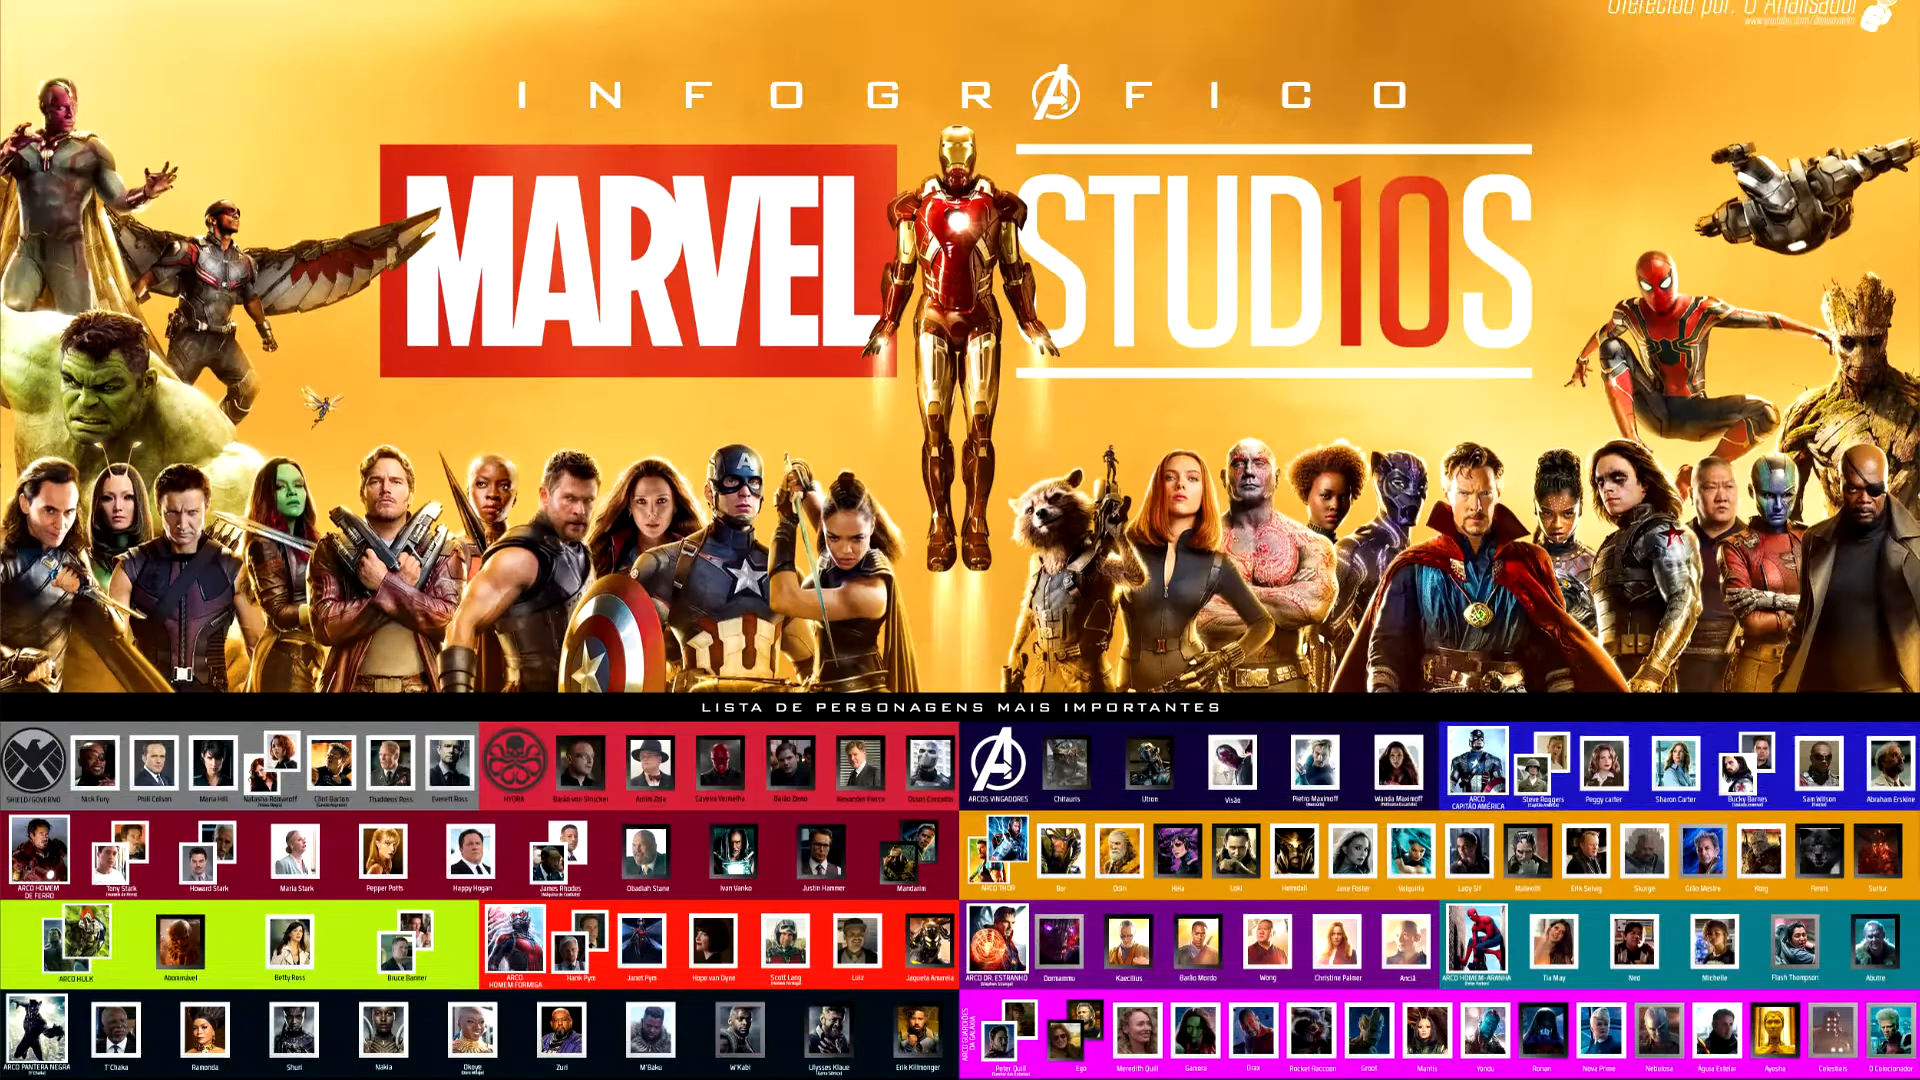 Oferecido por: O Analisador
INFOGRÁFICO
MARVEL STUD10S
LISTA DE PERSONAGENS MAIS IMPORTANTES
SHIELD/GOVERNO
Nick Fury
Phill Colson
Maria Hill
Natasha Romanoff
Clint Barton
Thaddeus Ross
Everett Ross
HYDRA
Barão von Strucker
Arnim Zola
Caveira Vermelha
Barão Zemo
Alexander Pierce
Ossos Cruzados
ARCOS VINGADORES
Chitauris
Utron
Visão
Pietro Maximoff
Wanda Maximoff
ARCO
CAPITÃO AMÉRICA
Steve Rogers
Peggy carter
Sharon Carter
Bucky Barnes
Sam Wilson
Abraham Erskine
ARCO HOMEM
DE FERRO
Tony Stark
Howard Stark
Maria Stark
Pepper Potts
Happy Hogan
James Rhodes
Obadiah Stane
Ivan Vanko
Justin Hammer
Mandarim
ARCO THOR
Bor
Odin
Hela
Loki
Heimdall
Jane Foster
Valquíria
Lady Sif
Malekith
Erik Selvig
Skurge
Grão Mestre
Korg
Fenris
Surtur
ARCO HULK
Abominável
Betty Ross
Bruce Banner
ARCO
HOMEM FORMIGA
Hank Pym
Janet Pym
Hope van Dyne
Scott Lang
Luiz
Jaqueta Amarela
ARCO DR. ESTRANHO
Dormammu
Kaecilius
Barão Mordo
Wong
Christine Palmer
Anciã
ARCO HOMEM-ARANHA
Tia May
Ned
Michelle
Flash Thompson
Abutre
ARCO PANTERA NEGRA
T'Chaka
Ramonda
Shuri
Nakia
Okoye
Zuri
M'Baku
W'Kabi
Ulysses Klaue
Erik Killmonger
ARCO GUARDIÕES
DA GALÁXIA
Peter Quill
Ego
Meredith Quill
Gamora
Drax
Rocket Raccoon
Groot
Mantis
Yondu
Ronan
Nova Prime
Nebulosa
Águia Estelar
Ayesha
Celestiais
O Colecionador